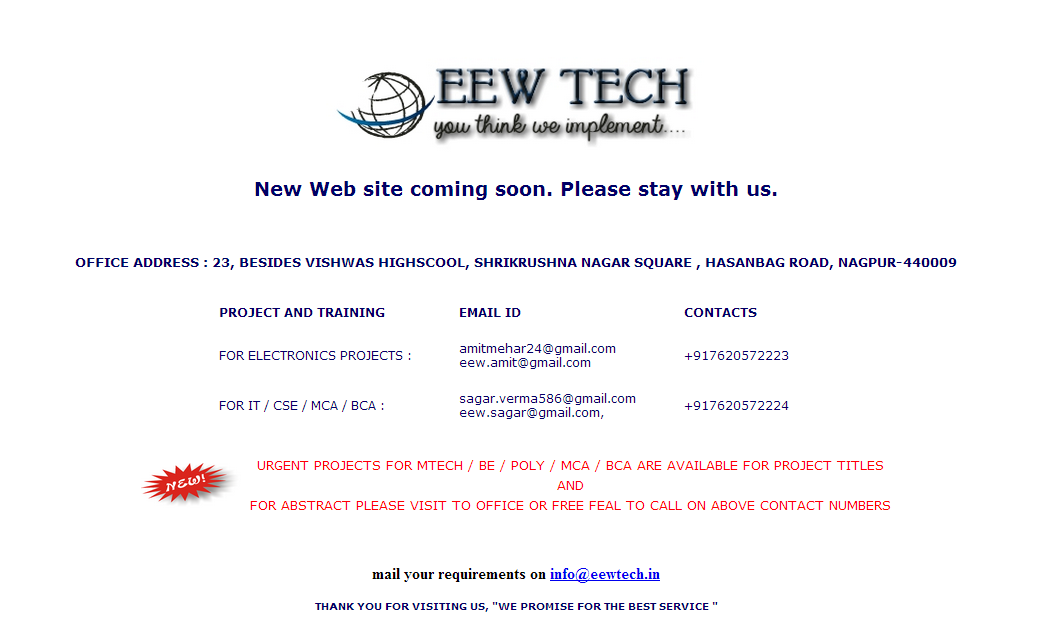 EEW TECH
you think we implement....
New Web site coming soon. Please stay with us.
OFFICE ADDRESS : 23, BESIDES VISHWAS HIGHSCOOL, SHRIKRUSHNA NAGAR SQUARE , HASANBAG ROAD, NAGPUR-440009
PROJECT AND TRAINING EMAIL ID CONTACTS
FOR ELECTRONICS PROJECTS : amitmehar24@gmail.com +917620572223
eew.amit@gmail.com
FOR IT / CSE / MCA / BCA : sagar.verma586@gmail.com +917620572224
eew.sagar@gmail.com,
NEW!
URGENT PROJECTS FOR MTECH / BE / POLY / MCA / BCA ARE AVAILABLE FOR PROJECT TITLES
AND
FOR ABSTRACT PLEASE VISIT TO OFFICE OR FREE FEAL TO CALL ON ABOVE CONTACT NUMBERS
mail your requirements on info@eewtech.in
THANK YOU FOR VISITING US, "WE PROMISE FOR THE BEST SERVICE "